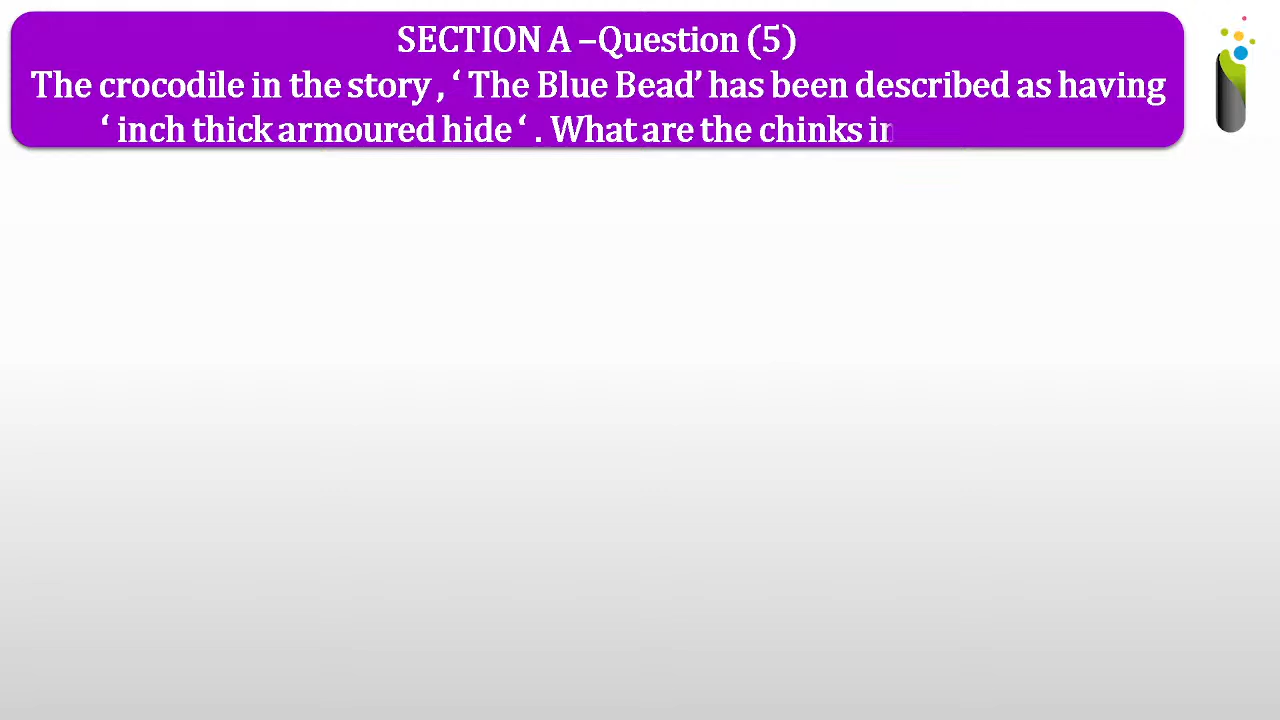 SECTION A –Question (5)
The crocodile in the story , ‘ The Blue Bead’ has been described as having
‘ inch thick armoured hide ‘ . What are the chinks in